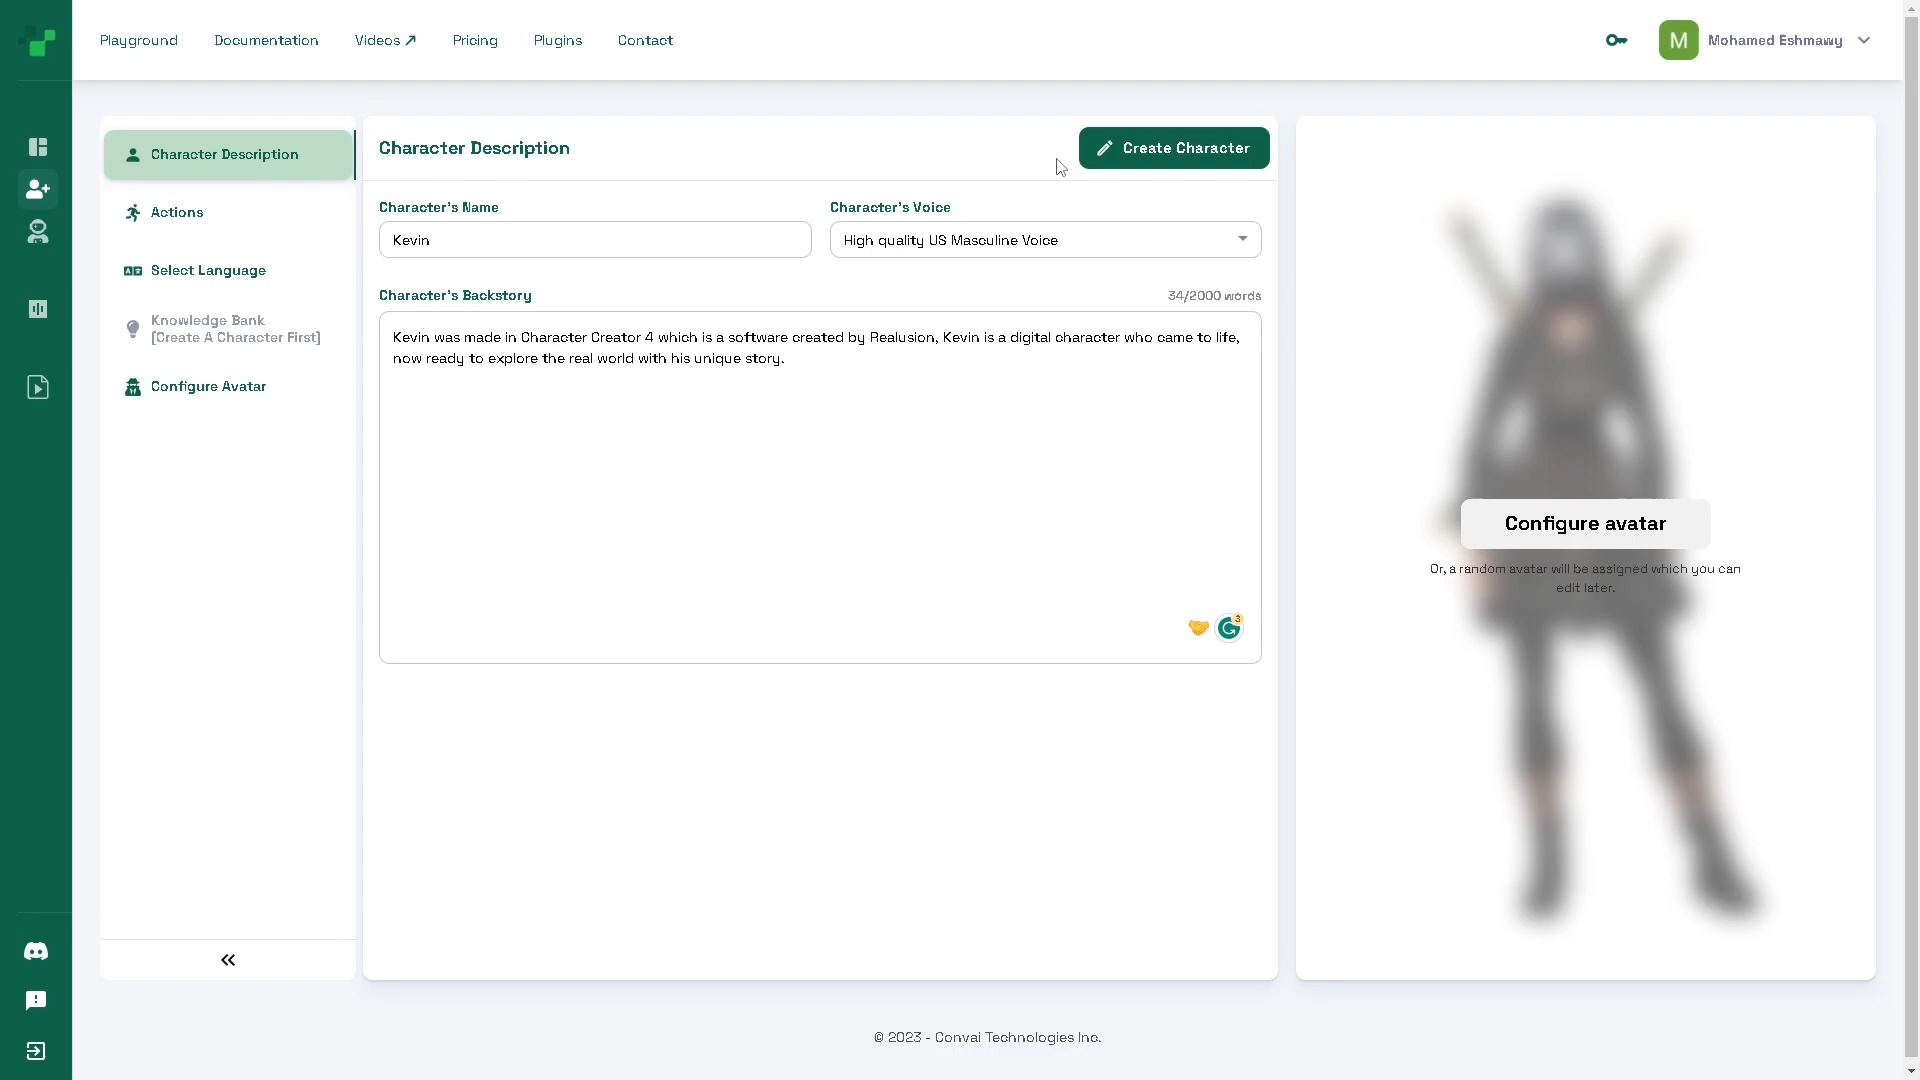 Playground
Documentation
Videos
Pricing
Plugins
Contact
M
Mohamed Eshmawy
Character Description
Actions
Select Language
Knowledge Bank
[Create A Character First]
Configure Avatar
Character Description
Create Character
Character's Name
Character's Voice
Kevin
High quality US Masculine Voice
Character's Backstory
34/2000 words
Kevin was made in Character Creator 4 which is a software created by Realusion, Kevin is a digital character who came to life,
now ready to explore the real world with his unique story.
3
Configure avatar
Or, a random avatar will be assigned which you can
edit later.
© 2023 - Convai Technologies Inc.